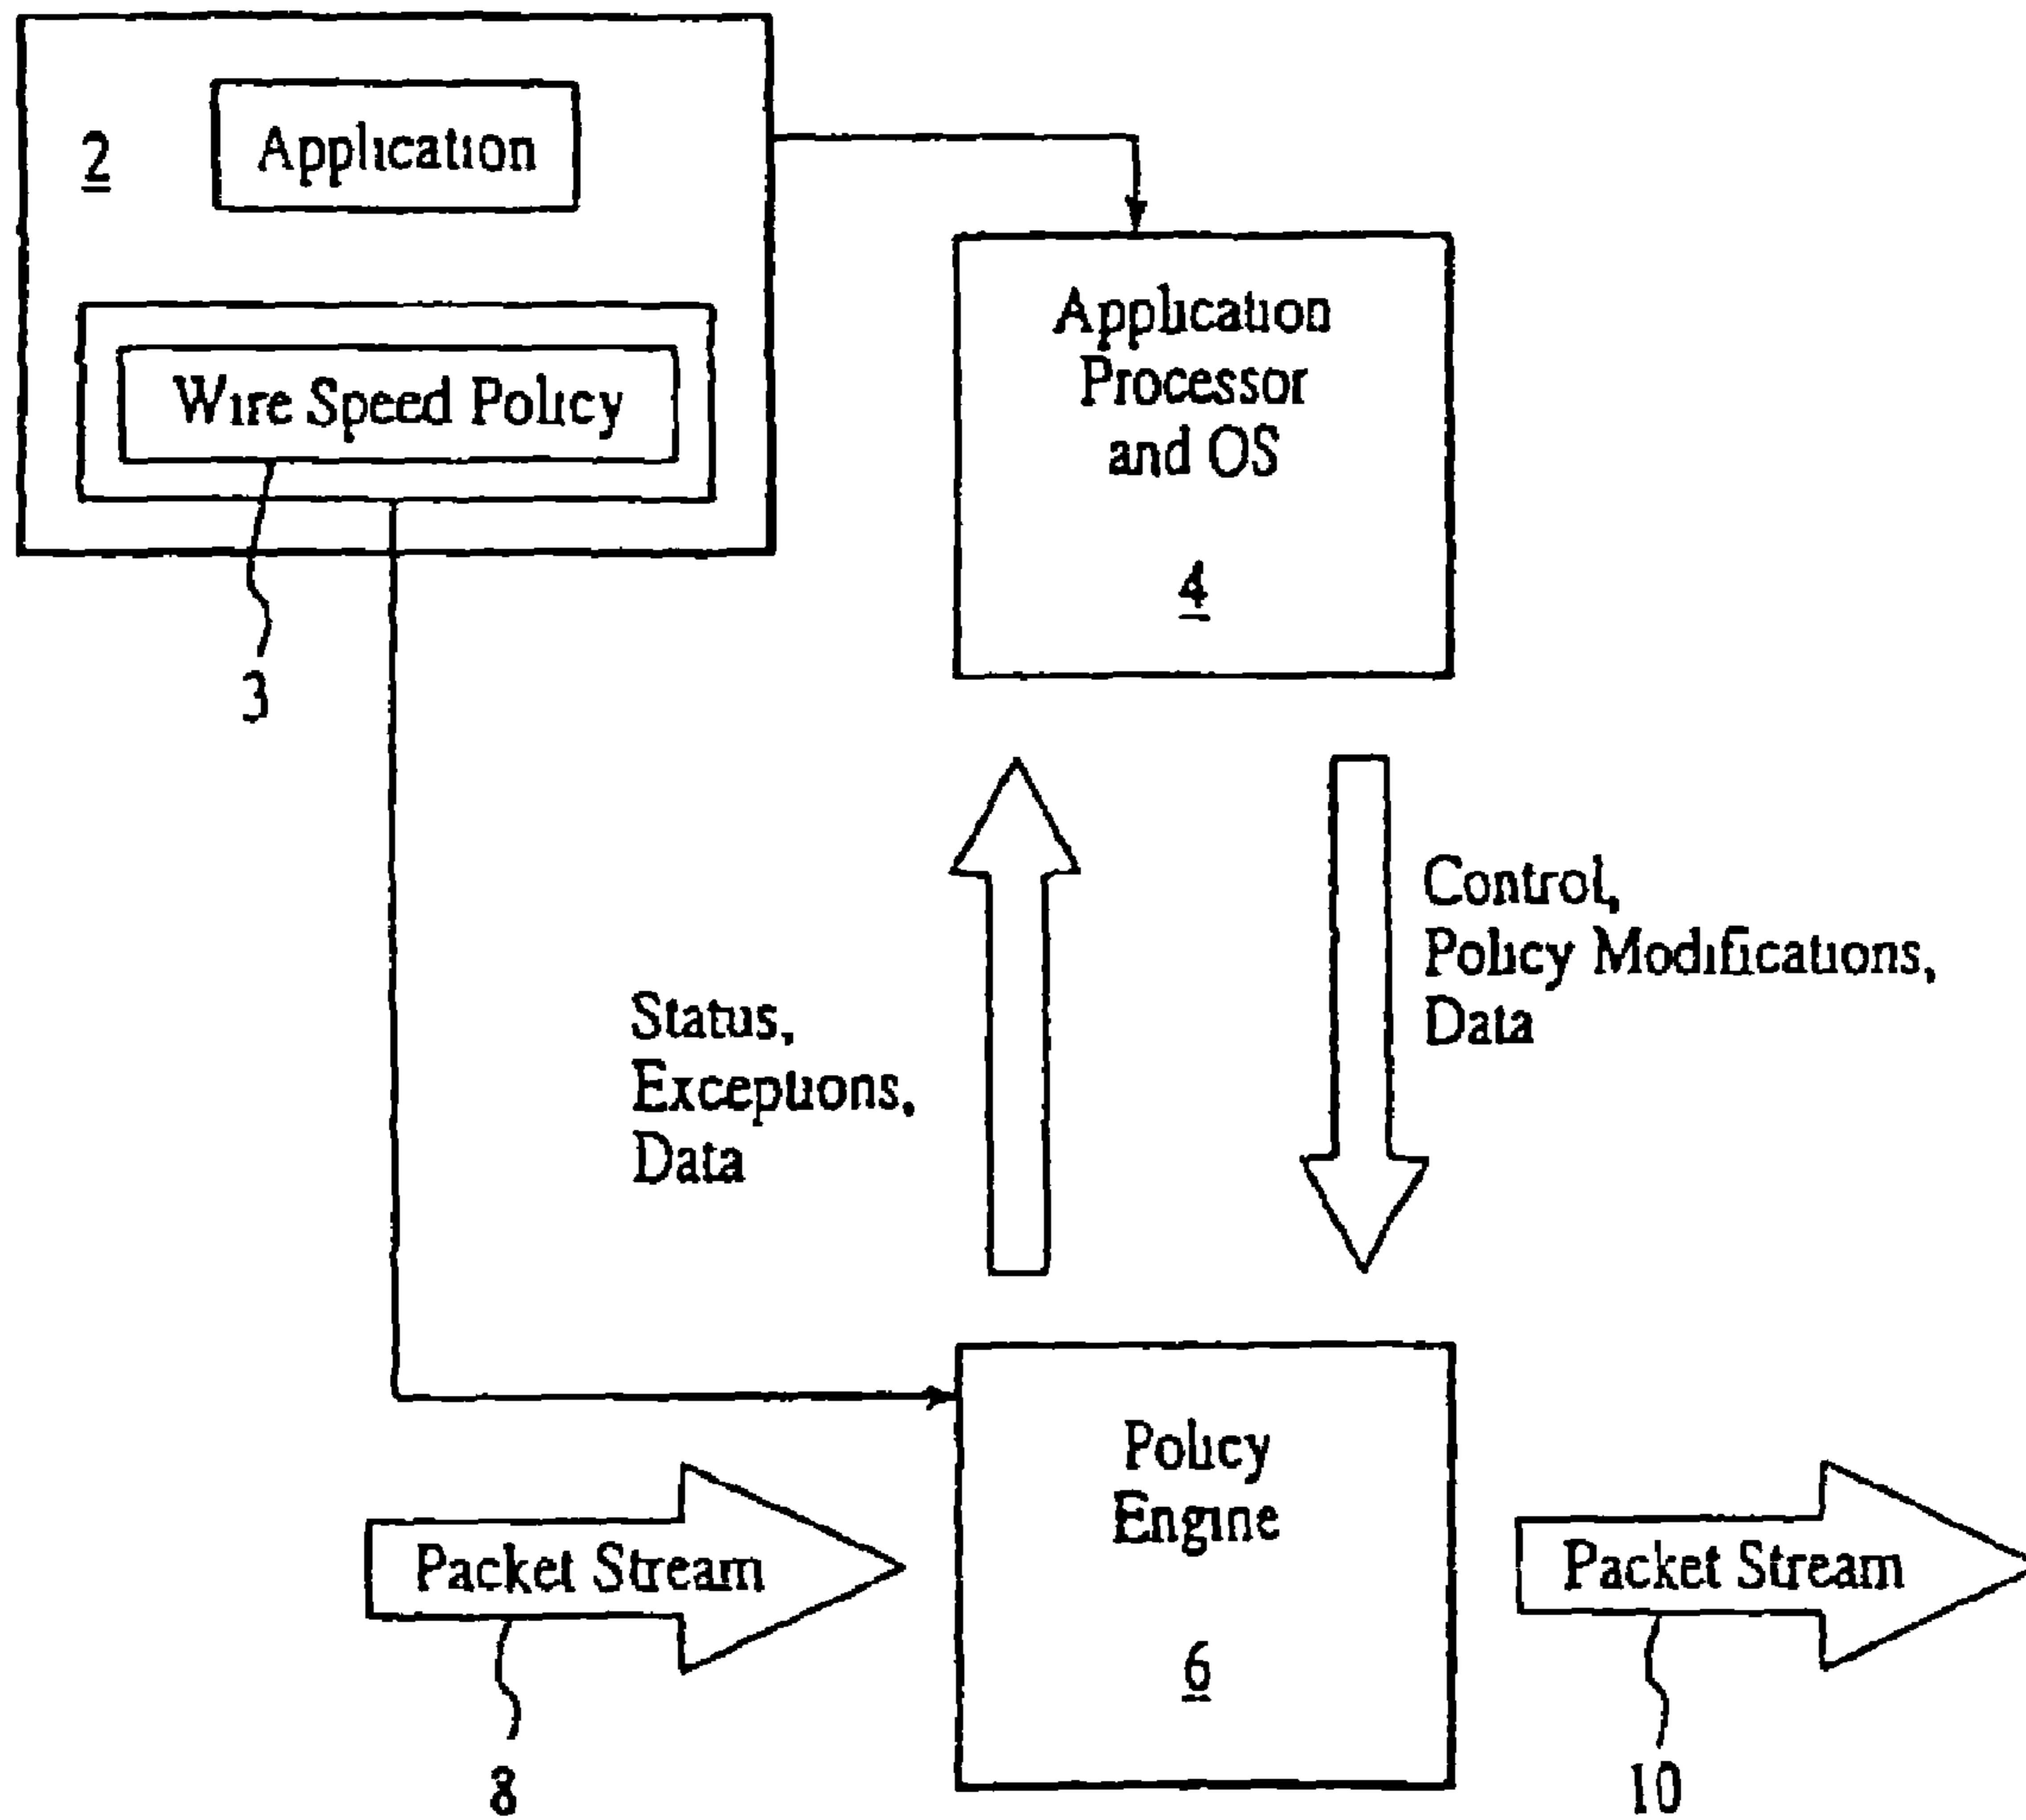 2
Application
Wire Speed Policy
3
Application
Processor
and OS
4
Status,
Exceptions,
Data
Control,
Policy Modifications,
Data
Policy
Engine
6
Packet Stream
8
Packet Stream
10